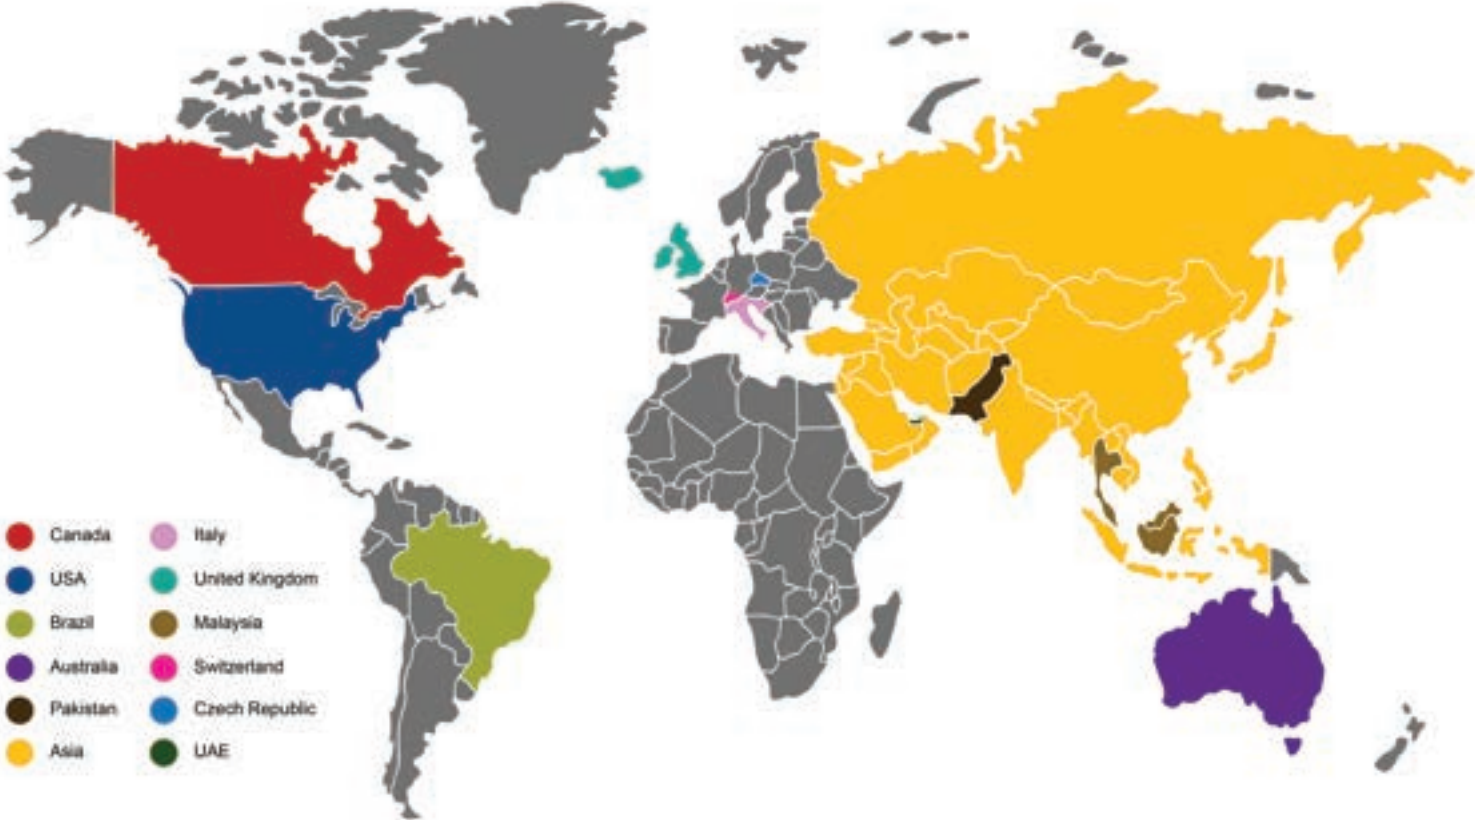 Canada
USA
Brazil
Australia
Pakistan
Asia
Italy
United Kingdom
Malaysia
Switzerland
Czech Republic
UAE